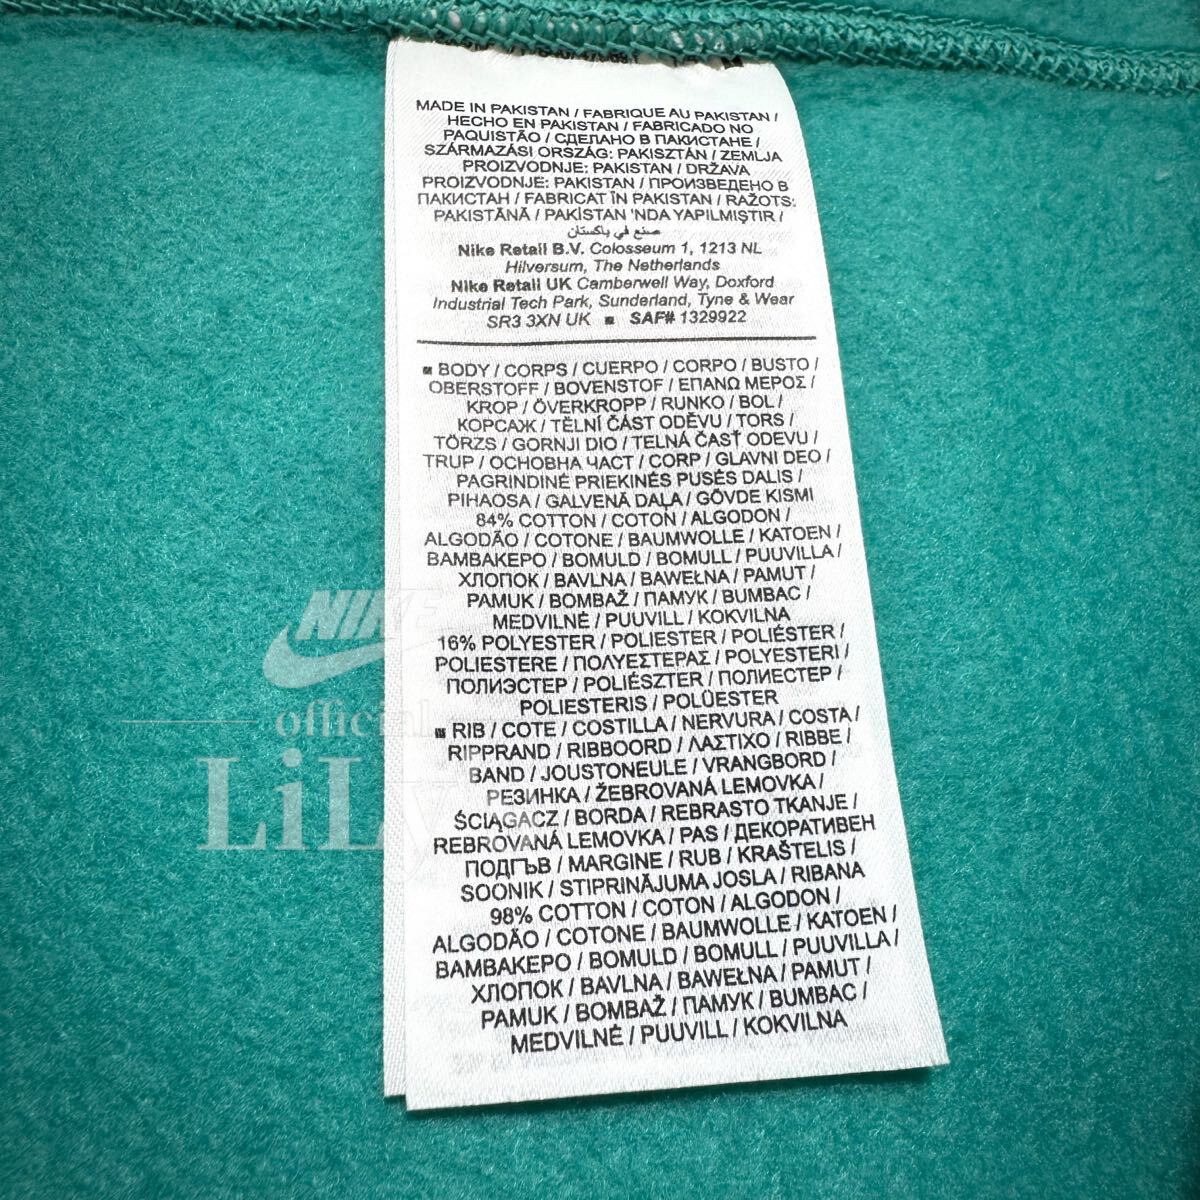 MADE IN PAKISTAN / FABRIQUE AU PAKISTAN /
HECHO EN PAKISTAN / FABRICADO NO
PAQUISTÃO / СДЕЛАНО В ПАКИСТАНЕ /
SZÁRMAZÁSI ORSZÁG: PAKISZTÁN / ZEMLJA
PROIZVODNJE: PAKISTAN / DRŽAVA
PROIZVODNJE: PAKISTAN / ПРОИЗВЕДЕНО В
ПАКИСТАН / FABRICAT ÎN PAKISTAN / RAŽOTS:
PAKISTĀNĀ / PAKİSTAN 'NDA YAPILMIŞTIR /
صنع في باكستان
Nike Retail B.V. Colosseum 1, 1213 NL
Hilversum, The Netherlands
Nike Retail UK Camberwell Way, Doxford
Industrial Tech Park, Sunderland, Tyne & Wear
SR3 3XN UK ■ SAF# 1329922
BODY / CORPS / CUERPO / CORPO / BUSTO /
OBERSTOFF / BOVENSTOF / ΕΠΑΝΩ ΜΕΡΟΣ /
KROP / ÖVERKROPP / RUNKO / BOL /
КОРСАЖ / TĚLNÍ ČÁST ODĚVU / TORS /
TÖRZS / GORNJI DIO / TELNÁ ČASŤ ODEVU /
TRUP / ОСНОВНА ЧАСТ / CORP / GLAVNI DEO /
PAGRINDINĖ PRIEKINĖS PUSĖS DALIS /
PIHAOSA / GALVENĀ DAĻA / GÖVDE KISMI
84% COTTON / COTON / ALGODON /
ALGODÃO / COTONE / BAUMWOLLE / KATOEN /
ΒΑΜΒΑΚΕΡΟ / BOMULD / BOMULL / PUUVILLA /
ХЛОПОК / BAVLNA / BAWEŁNA / PAMUT /
PAMUK / BOMBAŽ / ПАМУК / BUMBAC /
MEDVILNĖ / PUUVILL / KOKVILNA
16% POLYESTER / POLIESTER / POLIÉSTER /
POLIESTERE / ΠΟΛΥΕΣΤΕΡΑΣ / POLYESTERI /
ПОЛИЭСТЕР / POLIÉSZTER / ПОЛИЕСТЕР /
POLIESTERIS / POLÜESTER
RIB / COTE / COSTILLA / NERVURA / COSTA /
RIPPRAND / RIBBOORD / ΛΑΣΤΙΧΟ / RIBBE /
BAND / JOUSTONEULE / VRANGBORD /
РЕЗИНКА / ŽEBROVANÁ LEMOVKA /
ŚCIĄGACZ / BORDA / REBRASTO TKANJE /
REBROVANÁ LEMOVKA / PAS / ДЕКОРАТИВЕН
ПОДГЪВ / MARGINE / RUB / KRAŠTELIS /
SOONIK / STIPRINĀJUMA JOSLA / RIBANA
98% COTTON / COTON / ALGODON /
ALGODÃO / COTONE / BAUMWOLLE / KATOEN /
ΒΑΜΒΑΚΕΡΟ / BOMULD / BOMULL / PUUVILLA /
ХЛОПОК / BAVLNA / BAWEŁNA / PAMUT /
PAMUK / BOMBAŽ / ПАМУК / BUMBAC /
MEDVILNĖ / PUUVILL / KOKVILNA
NIKE
official
LiLy